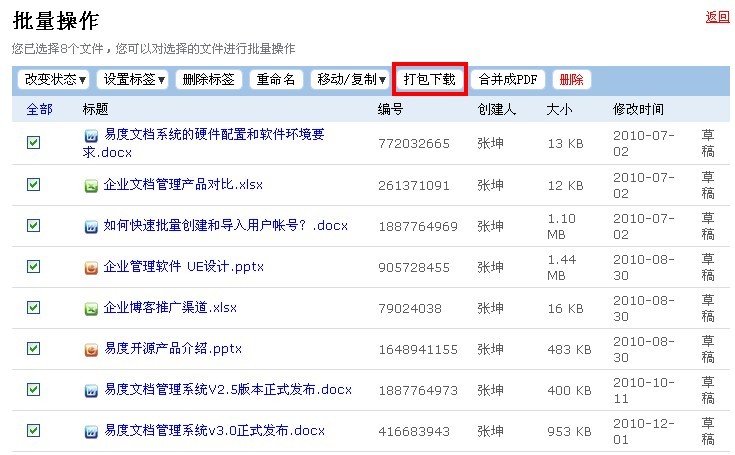 批量操作 返回
您已选择8个文件，您可以对选择的文件进行批量操作
改变状态▼ 设置标签▼ 删除标签 重命名 移动/复制▼ 打包下载 合并成PDF 删除
全部 标题 编号 创建人 大小 修改时间
易度文档系统的硬件配置和软件环境要 772032665 张坤 13 KB 2010-07- 草
求.docx 02 稿
企业文档管理产品对比.xlsx 261371091 张坤 12 KB 2010-07- 草
02 稿
如何快速批量创建和导入用户帐号？.docx 1887764969 张坤 1.10 2010-07- 草
MB 02 稿
企业管理软件 UE设计.pptx 905728455 张坤 1.44 2010-08- 草
MB 30 稿
企业博客推广渠道.xlsx 79024038 张坤 16 KB 2010-08- 草
30 稿
易度开源产品介绍.pptx 1648941155 张坤 483 KB 2010-08- 草
30 稿
易度文档管理系统V2.5版本正式发布.docx 1887764973 张坤 400 KB 2010-10- 草
11 稿
易度文档管理系统v3.0正式发布.docx 416683943 张坤 953 KB 2010-12- 草
01 稿